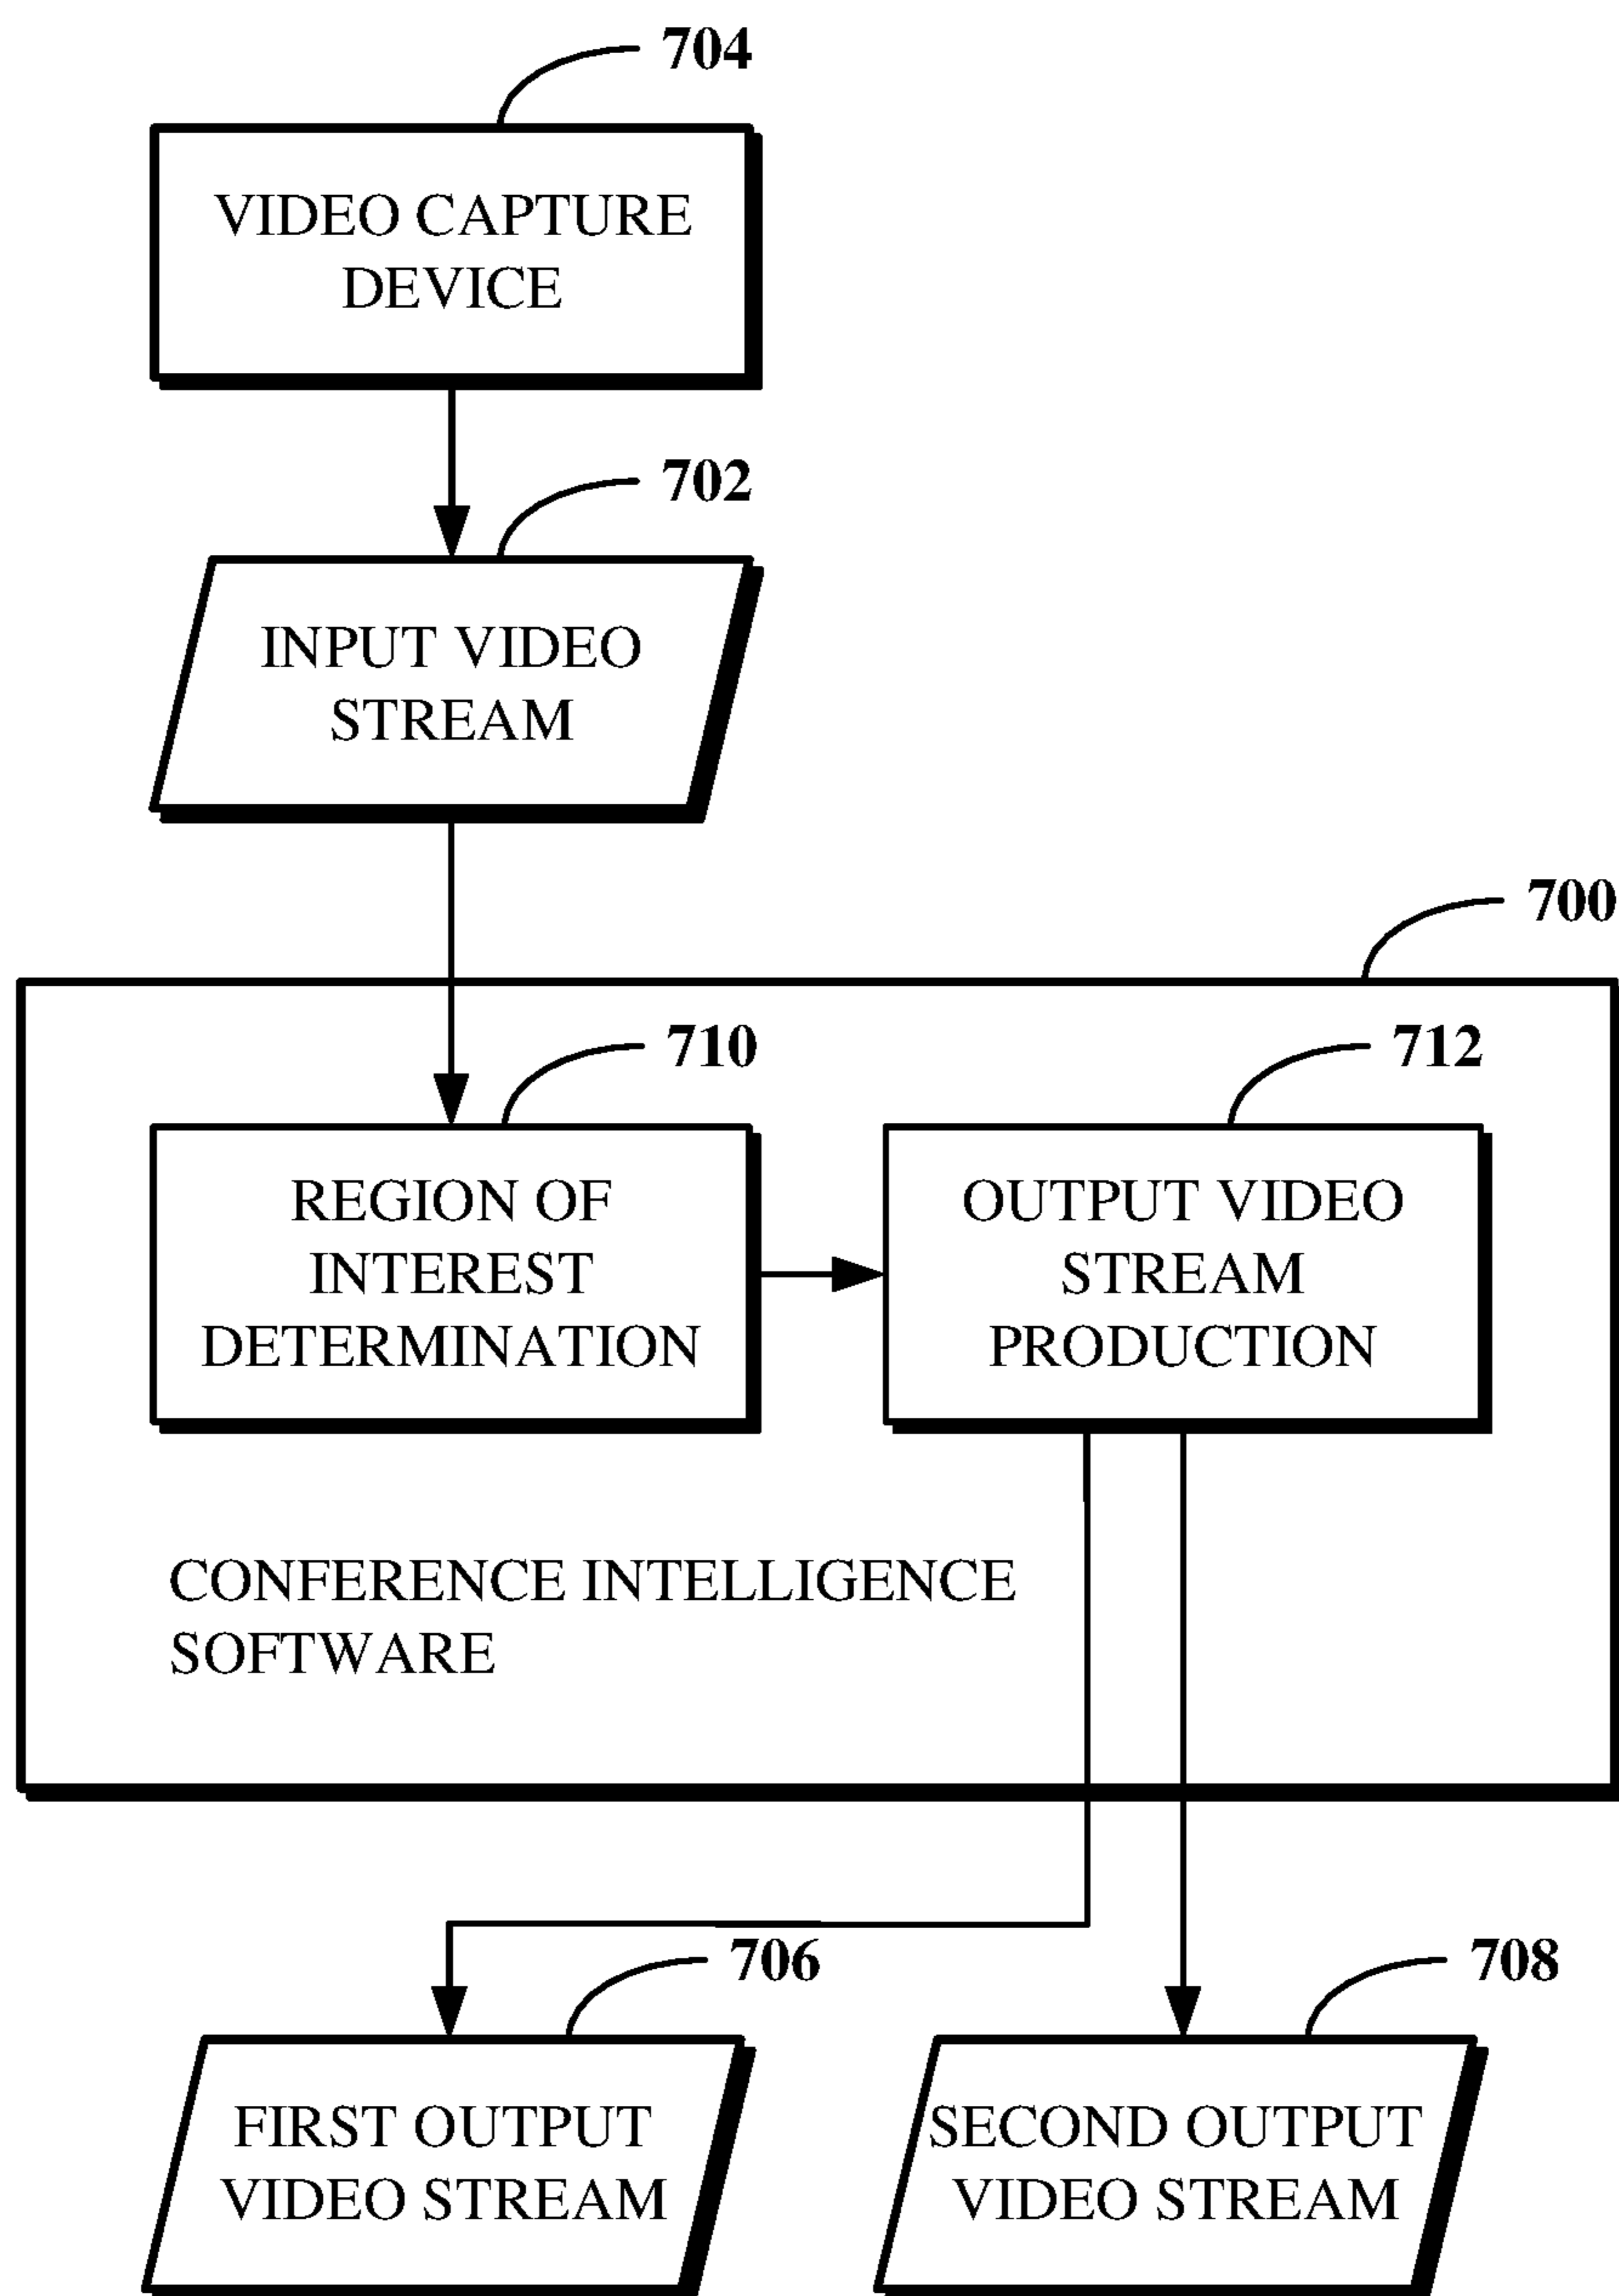 704
VIDEO CAPTURE
DEVICE
702
INPUT VIDEO
STREAM
700
710
712
REGION OF
INTEREST
DETERMINATION
OUTPUT VIDEO
STREAM
PRODUCTION
CONFERENCE INTELLIGENCE
SOFTWARE
706
708
FIRST OUTPUT
VIDEO STREAM
SECOND OUTPUT
VIDEO STREAM